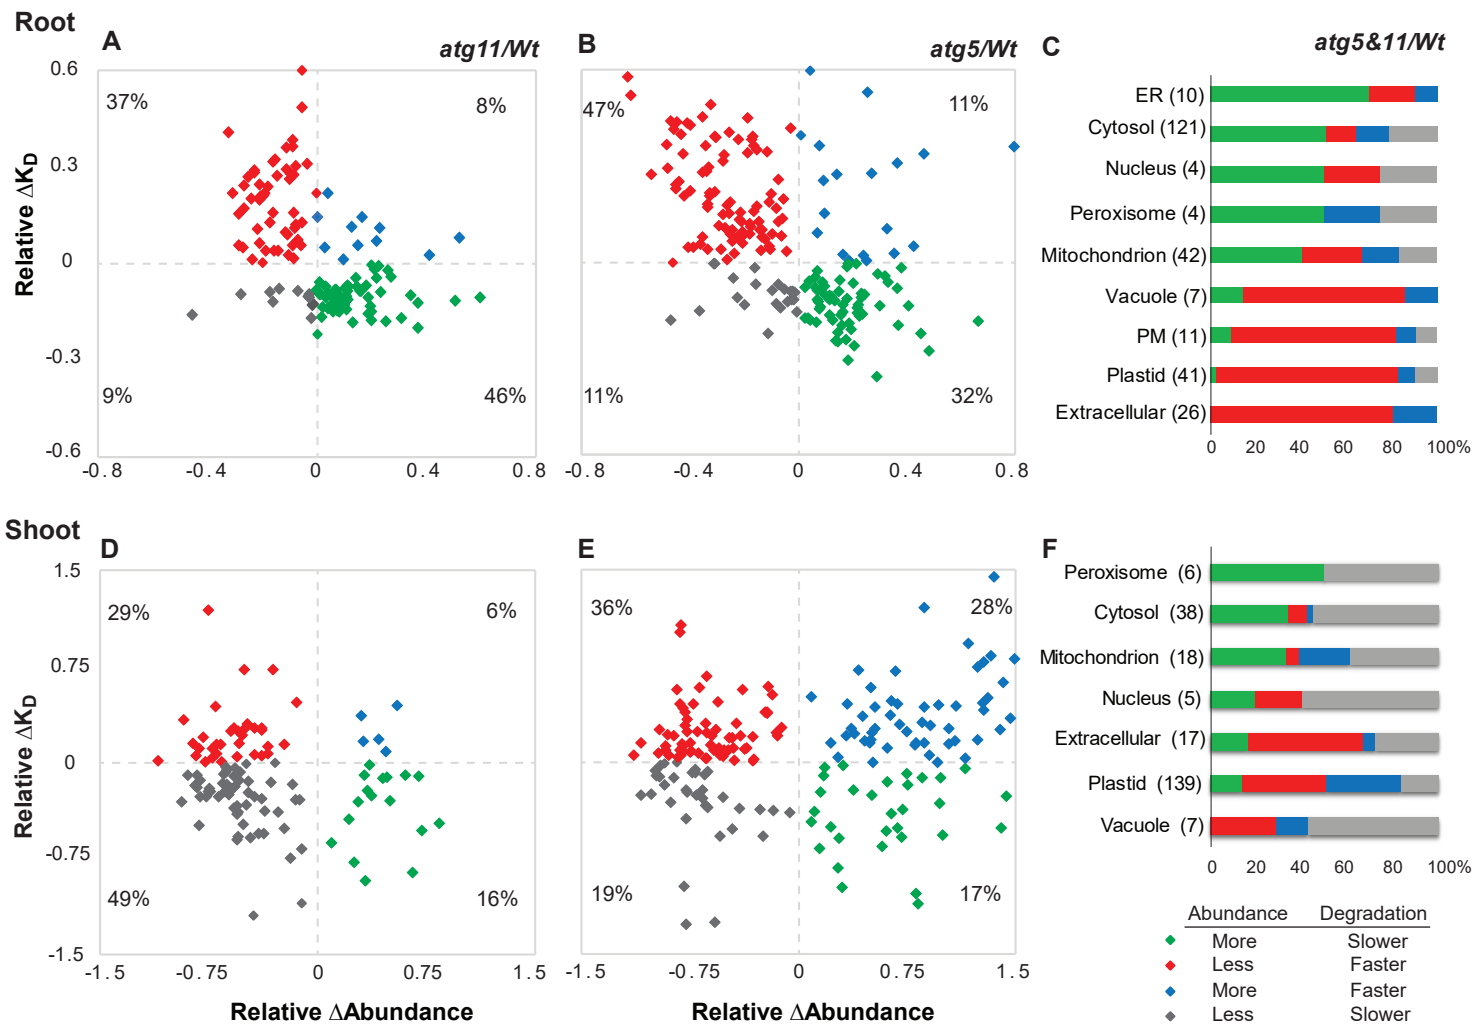 Root
A
atg11/Wt
B
atg5/Wt
C
atg5&11/Wt
Relative ΔK_D
0.6
0.3
0
-0.3
-0.6
37%
8%
9%
46%
-0.8
-0.4
0
0.4
0.8
47%
11%
11%
32%
-0.8
-0.4
0
0.4
0.8
ER (10)
Cytosol (121)
Nucleus (4)
Peroxisome (4)
Mitochondrion (42)
Vacuole (7)
PM (11)
Plastid (41)
Extracellular (26)
0 20 40 60 80 100%
Shoot
D
E
F
Relative ΔK_D
1.5
0.75
0
-0.75
-1.5
29%
6%
49%
16%
-1.5
-0.75
0
0.75
1.5
Relative ΔAbundance
36%
28%
19%
17%
-1.5
-0.75
0
0.75
1.5
Relative ΔAbundance
Peroxisome (6)
Cytosol (38)
Mitochondrion (18)
Nucleus (5)
Extracellular (17)
Plastid (139)
Vacuole (7)
0 20 40 60 80 100%
Abundance Degradation
More Slower
Less Faster
More Faster
Less Slower